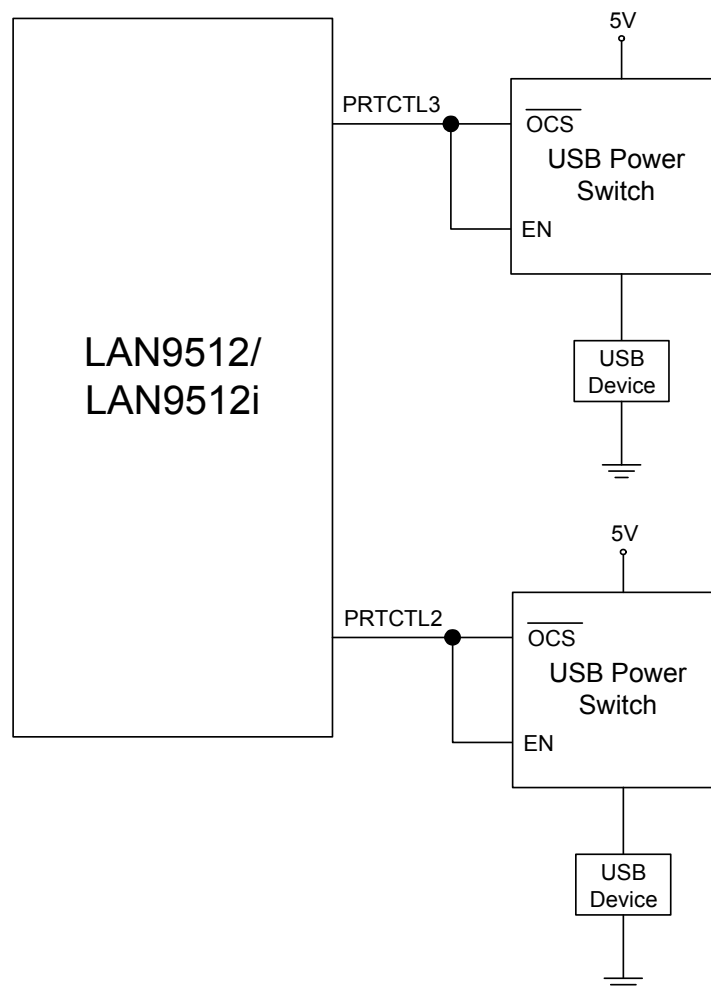 5V
PRTCTL3
OCS
USB Power
Switch
EN
LAN9512/
LAN9512i
USB
Device
5V
PRTCTL2
OCS
USB Power
Switch
EN
USB
Device